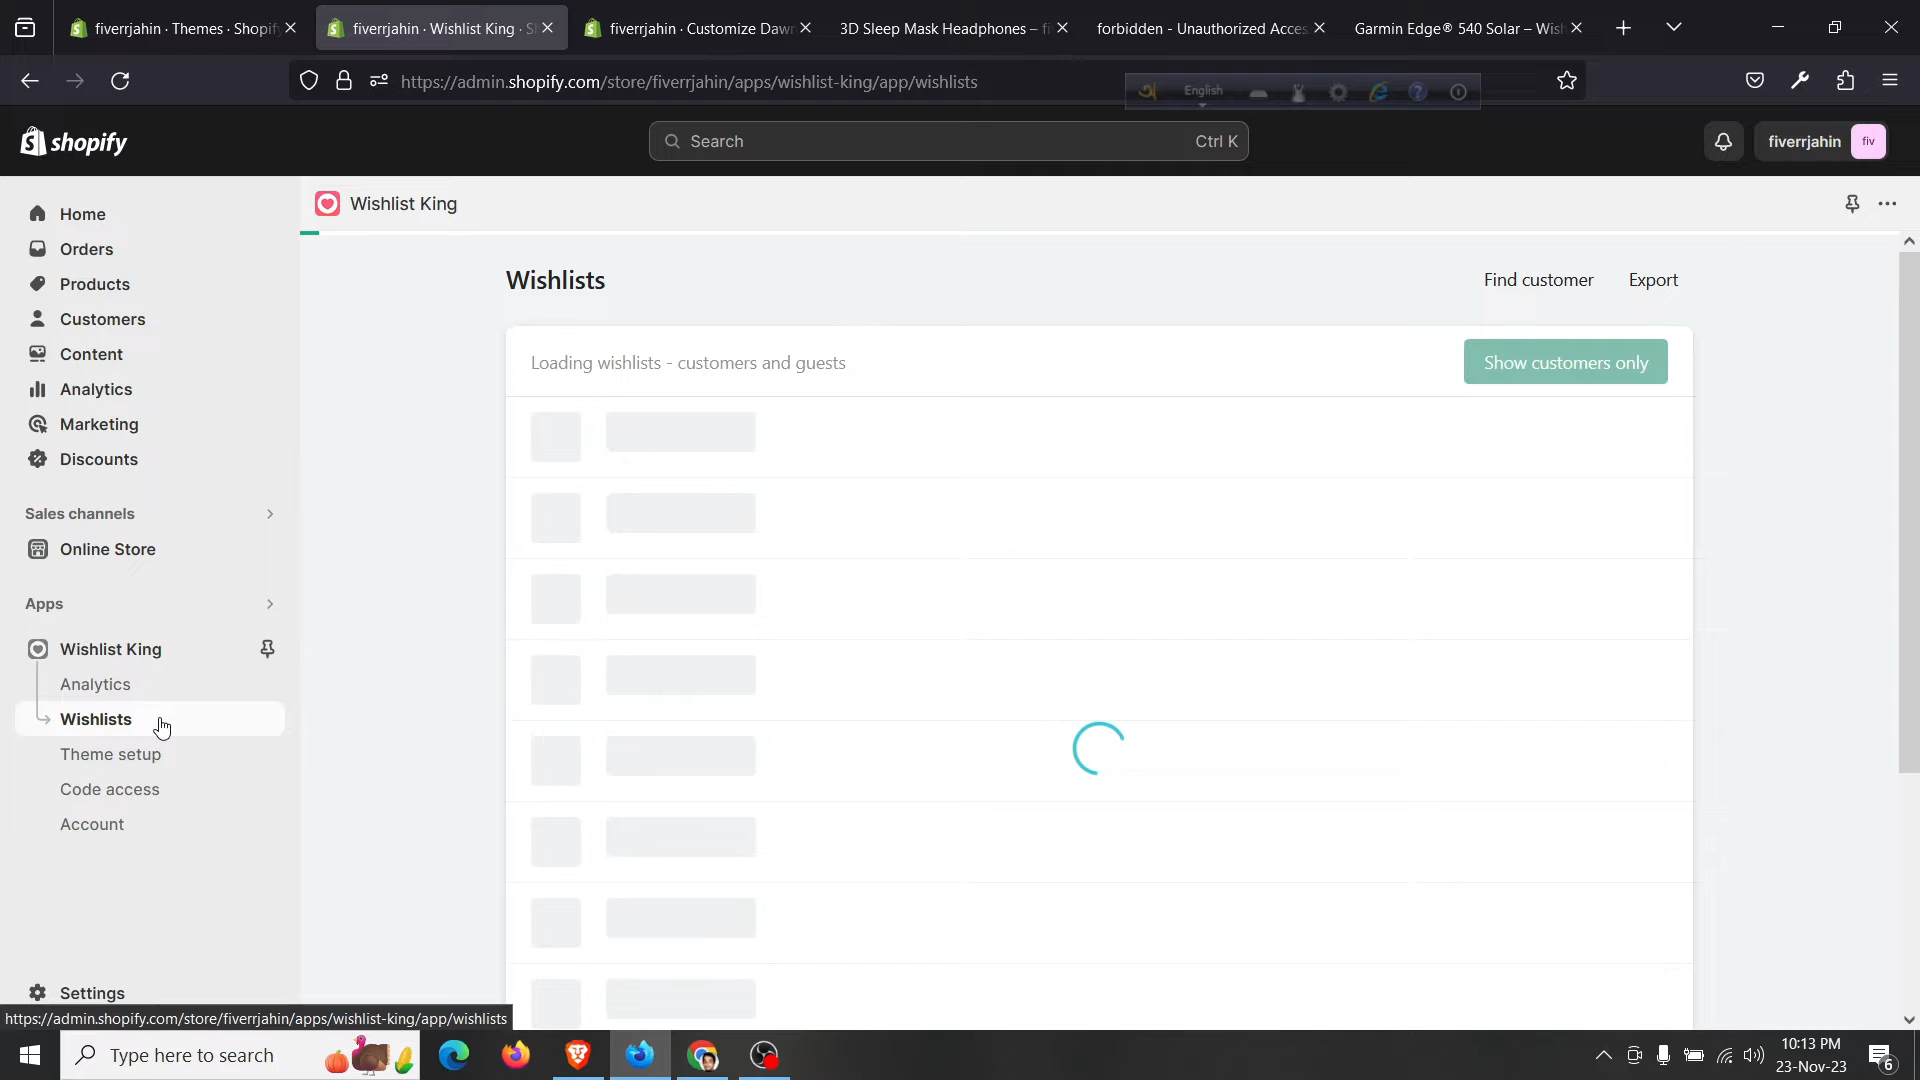 fiverrjahin · Themes · Shopify
fiverrjahin · Wishlist King · S
fiverrjahin · Customize Dawn
3D Sleep Mask Headphones – fi
forbidden - Unauthorized Acces
Garmin Edge® 540 Solar – Wish
https://admin.shopify.com/store/fiverrjahin/apps/wishlist-king/app/wishlists
English
shopify
Search
Ctrl K
fiverrjahin
fiv
Home
Orders
Products
Customers
Content
Analytics
Marketing
Discounts
Sales channels
Online Store
Apps
Wishlist King
Analytics
Wishlists
Theme setup
Code access
Account
Settings
Wishlist King
Wishlists
Find customer
Export
Loading wishlists - customers and guests
Show customers only
https://admin.shopify.com/store/fiverrjahin/apps/wishlist-king/app/wishlists
Type here to search
10:13 PM
23-Nov-23
6